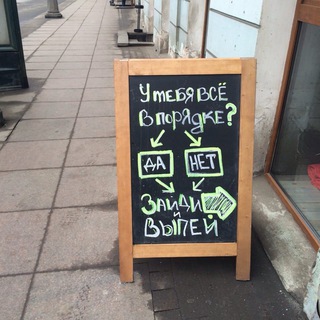 У тебя всё
в порядке?
ДА НЕТ
Зайди
и
выпей